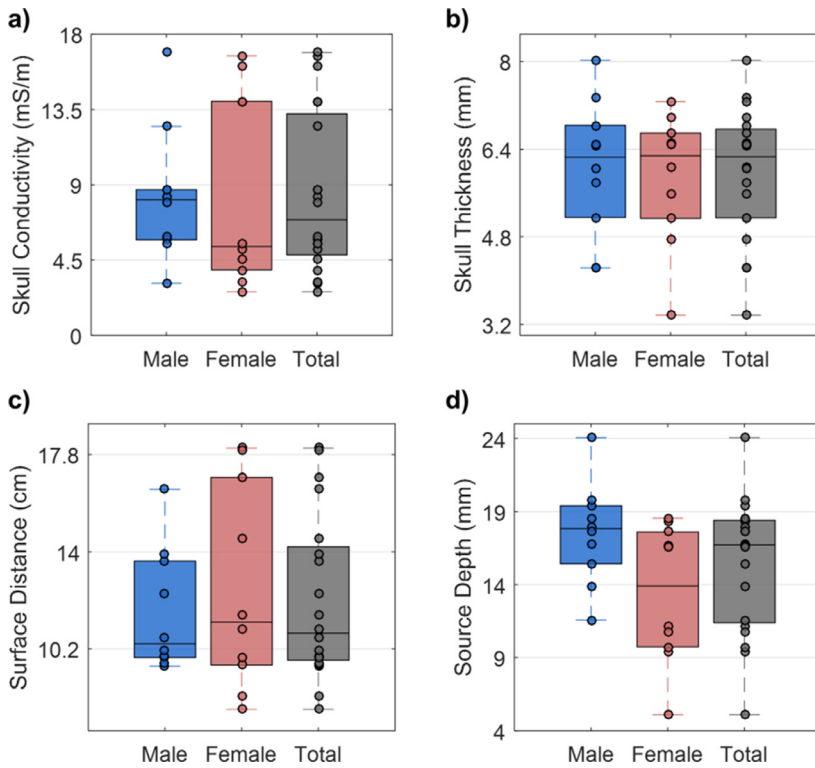 a)
Skull Conductivity (mS/m)
18
13.5
9
4.5
0
Male Female Total
b)
Skull Thickness (mm)
8
6.4
4.8
3.2
Male Female Total
c)
Surface Distance (cm)
17.8
14
10.2
Male Female Total
d)
Source Depth (mm)
24
19
14
9
4
Male Female Total